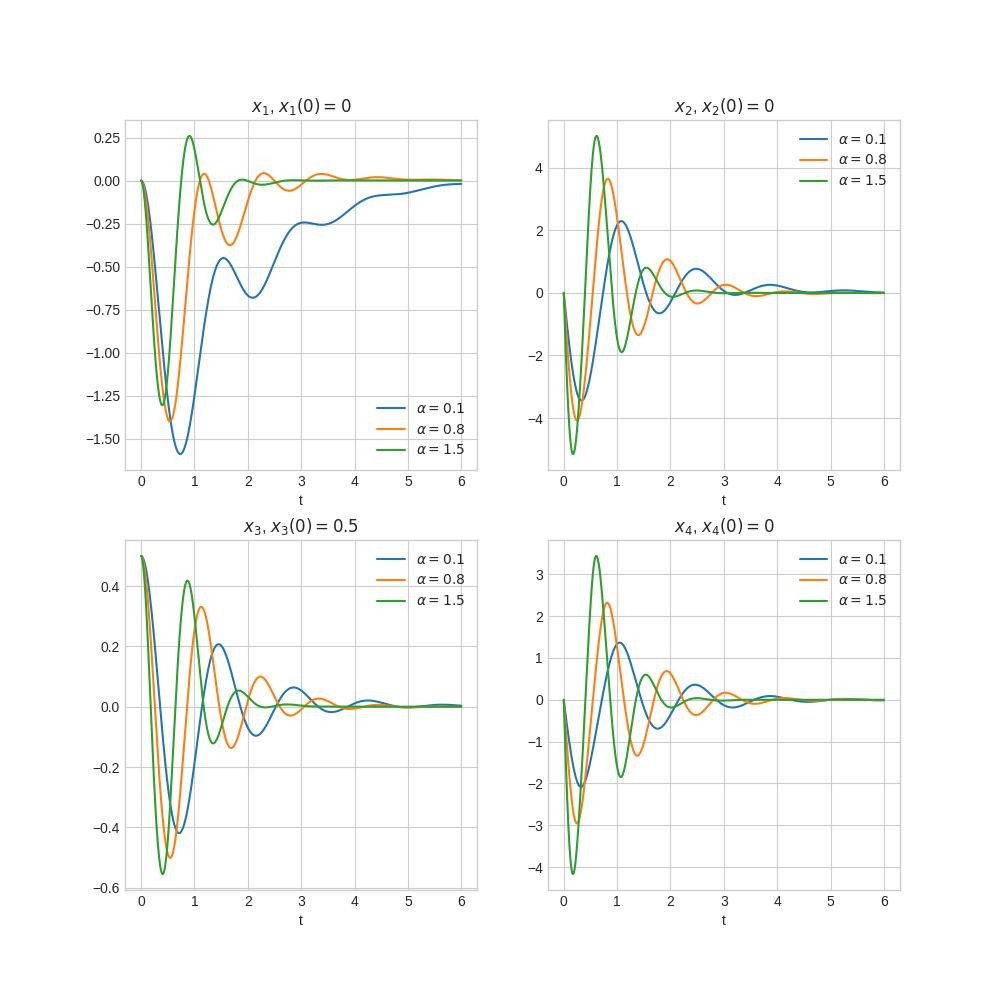 x₁, x₁(0) = 0
0.25
0.00
−0.25
−0.50
−0.75
−1.00
−1.25
−1.50
α = 0.1
α = 0.8
α = 1.5
0 1 2 3 4 5 6
t
x₂, x₂(0) = 0
4
2
0
−2
−4
α = 0.1
α = 0.8
α = 1.5
0 1 2 3 4 5 6
t
x₃, x₃(0) = 0.5
0.4
0.2
0.0
−0.2
−0.4
−0.6
α = 0.1
α = 0.8
α = 1.5
0 1 2 3 4 5 6
t
x₄, x₄(0) = 0
3
2
1
0
−1
−2
−3
−4
α = 0.1
α = 0.8
α = 1.5
0 1 2 3 4 5 6
t